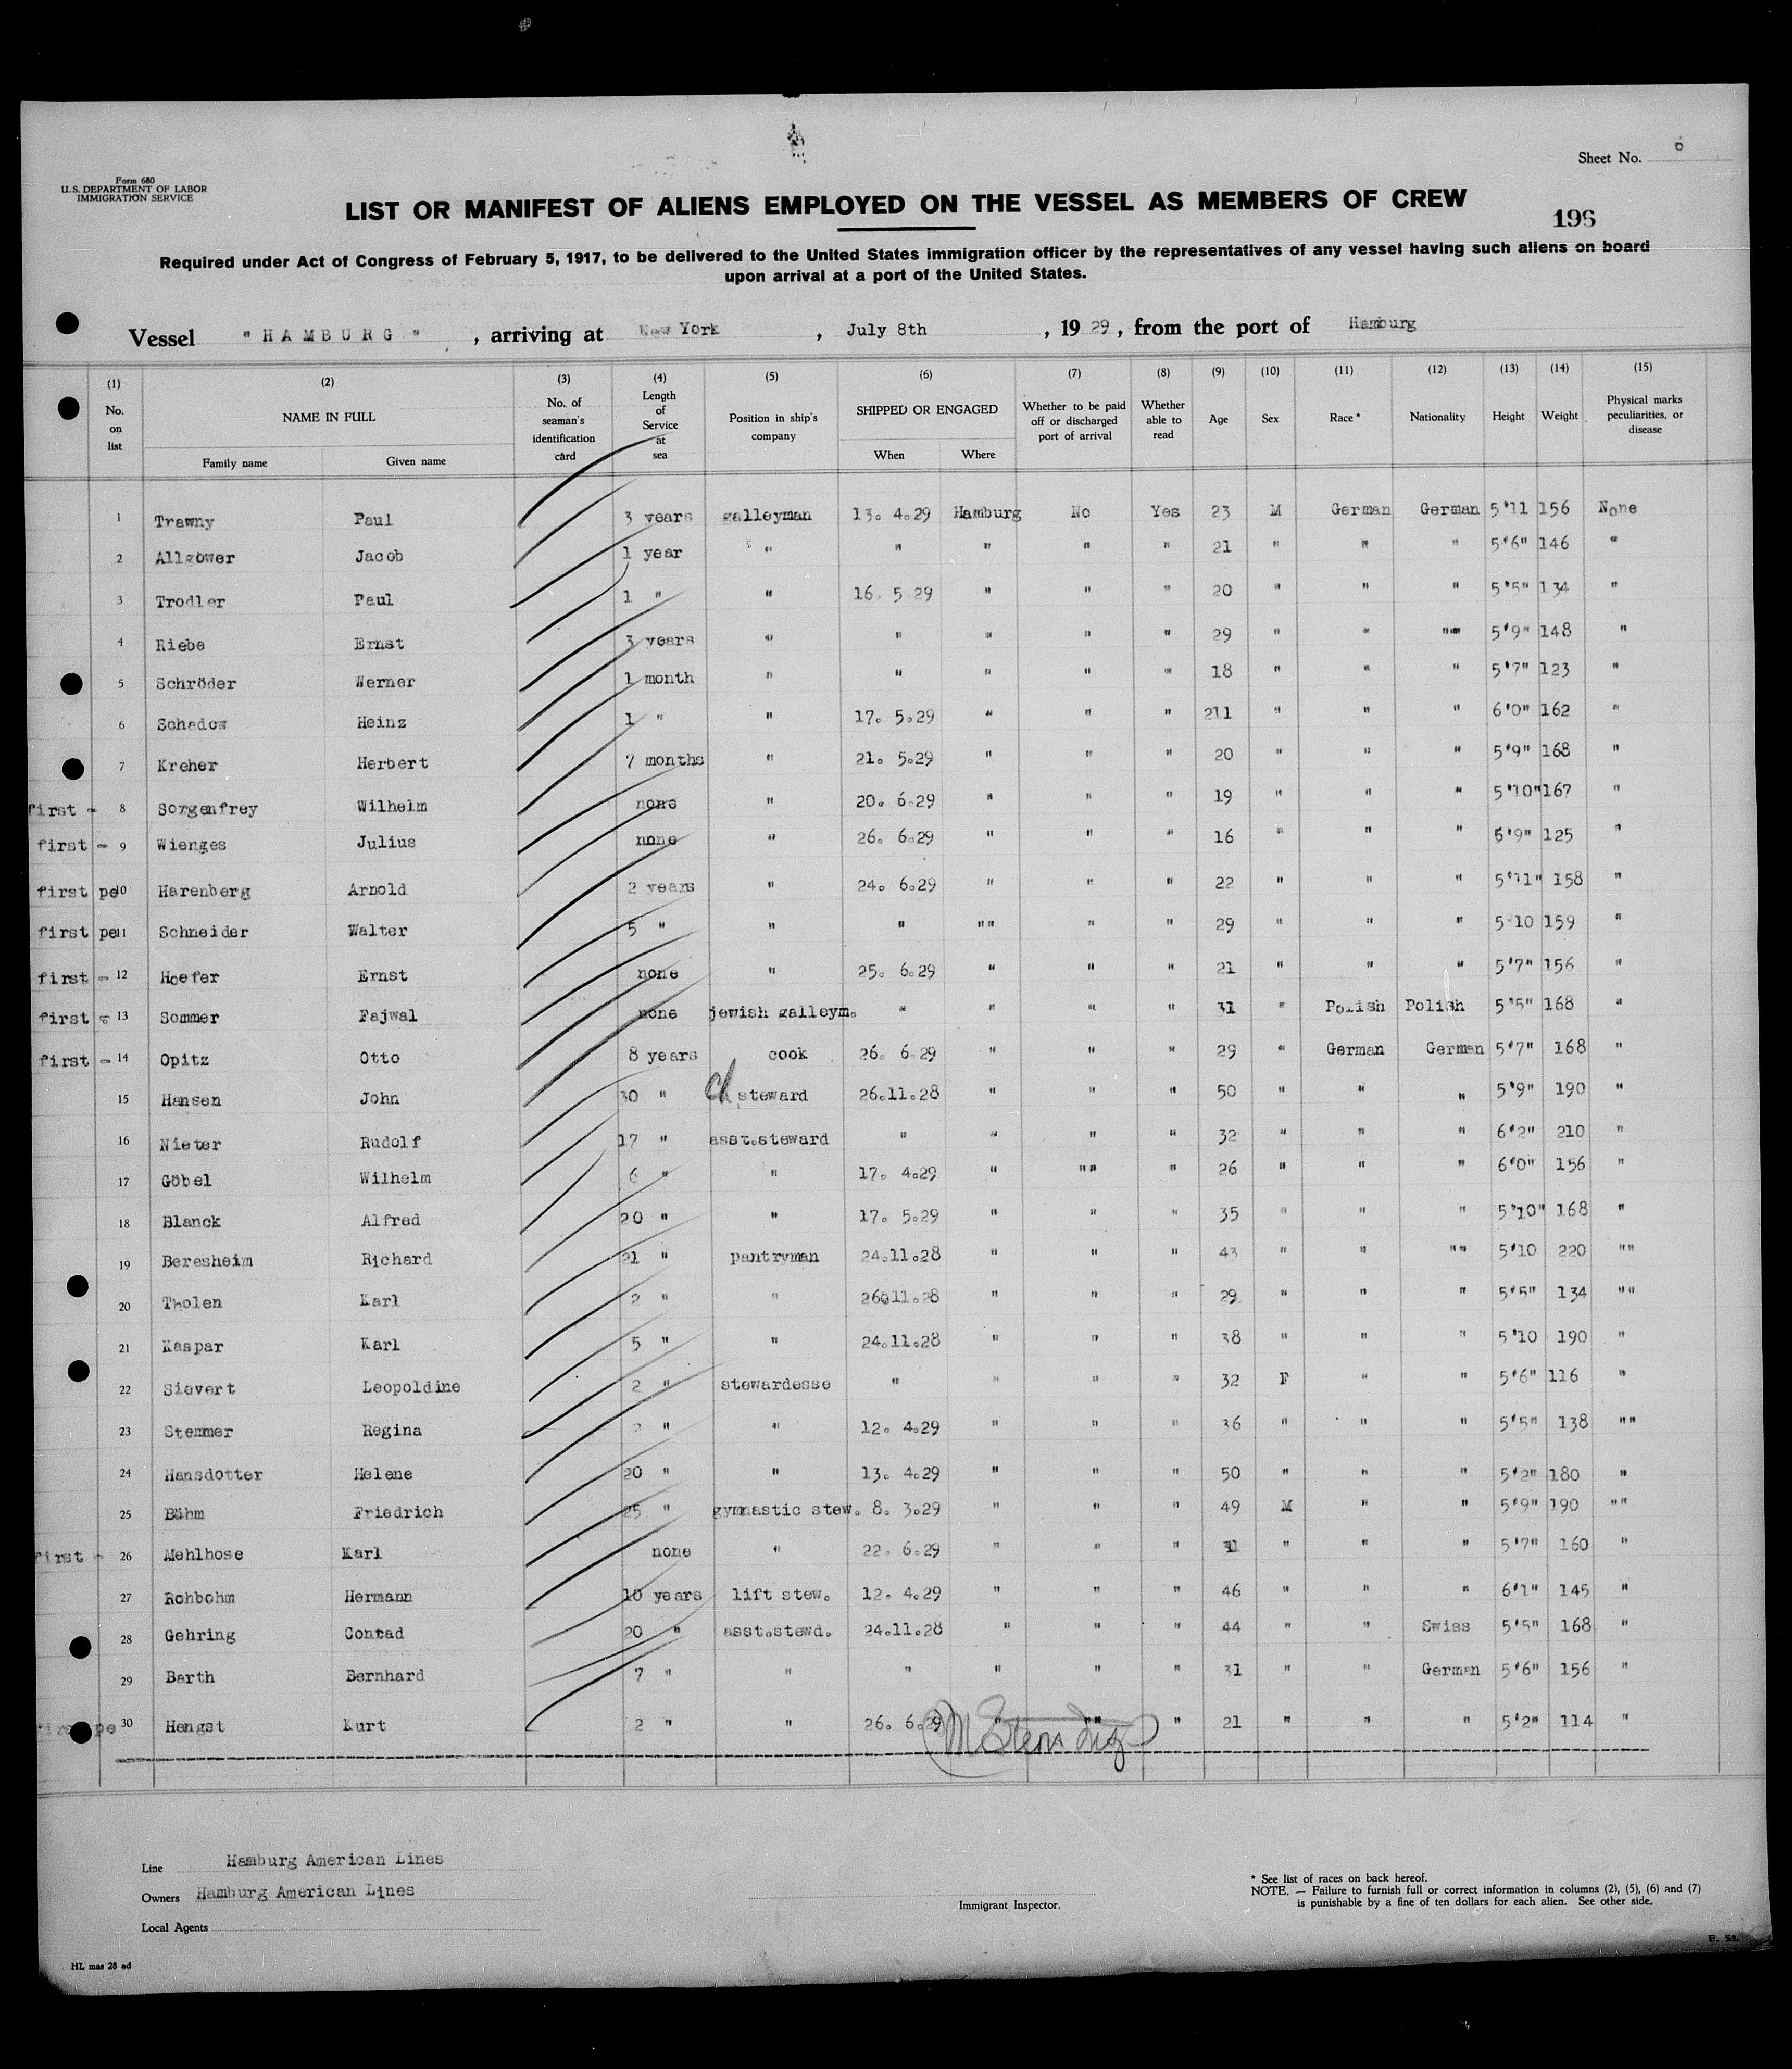 Sheet No.
Form 680
U.S. DEPARTMENT OF LABOR
IMMIGRATION SERVICE
LIST OR MANIFEST OF ALIENS EMPLOYED ON THE VESSEL AS MEMBERS OF CREW
196
Required under Act of Congress of February 5, 1917, to be delivered to the United States immigration officer by the representatives of any vessel having such aliens on board
upon arrival at a port of the United States.
Vessel "HAMBURG" , arriving at New York , July 8th , 1929, from the port of Hamburg
(1) (2) (3) (4) (5) (6) (7) (8) (9) (10) (11) (12) (13) (14) (15)
No. on list NAME IN FULL No. of seaman's identification card Length of Service at sea Position in ship's company SHIPPED OR ENGAGED Whether to be paid off or discharged port of arrival Whether able to read Age Sex Race* Nationality Height Weight Physical marks peculiarities, or disease
Family name Given name When Where
1 Trawny Paul 3 years galleyman 13. 4.29 Hamburg No Yes 23 M German German 5'11 156 None
2 Allgöwer Jacob 1 year " " " " " 21 " " " 5'6" 146 "
3 Trodler Paul 1 " " 16. 5 29 " " " 20 " " " 5'5" 134 "
4 Riebe Ernst 3 years " " " " " 29 " " "" 5'9" 148 "
5 Schröder Werner 1 month " " " " " 18 " " " 5'7" 123 "
6 Schadow Heinz 1 " " 17. 5.29 " " " 211 " " " 6'0" 162 "
7 Kreher Herbert 7 months " 21. 5.29 " " " 20 " " " 5'9" 168 "
first - 8 Sorgenfrey Wilhelm none " 20. 6.29 " " " 19 " " " 5'10" 167 "
first - 9 Wienges Julius none " 26. 6.29 " " " 16 " " " 5'9" 125 "
first pe 10 Harenberg Arnold 2 years " 24. 6.29 " " " 22 " " " 5'11" 158 "
first pe 11 Schneider Walter 5 " " " "" " " 29 " " " 5'10 159 "
first - 12 Hoefer Ernst none " 25. 6.29 " " " 21 " " " 5'7" 156 "
first - 13 Sommer Fajwal none jewish galleym. " " " " 31 " Polish Polish 5'5" 168 "
first - 14 Opitz Otto 8 years cook 26. 6.29 " " " 29 " German German 5'7" 168 "
15 Hansen John 30 " ch steward 26.11.28 " " " 50 " " " 5'9" 190 "
16 Nieter Rudolf 17 " asst.steward " " " " 32 " " " 6'2" 210 "
17 Göbel Wilhelm 6 " " 17. 4.29 " "" " 26 " " " 6'0" 156 "
18 Blanck Alfred 20 " " 17. 5.29 " " " 35 " " " 5'10" 168 "
19 Beresheim Richard 21 " pantryman 24.11.28 " " " 43 " " "" 5'10 220 ""
20 Tholen Karl 2 " " 26.11.28 " " " 29 " " " 5'5" 134 ""
21 Kaspar Karl 5 " " 24.11.28 " " " 38 " " " 5'10 190 "
22 Sievert Leopoldine 2 " stewardesse " " " " 32 F " " 5'6" 116 "
23 Stemmer Regina " " 12. 4.29 " " " 36 " " " 5'5" 138 ""
24 Hansdotter Helene 20 " " 13. 4.29 " " " 50 " " " 5'2" 180 "
25 Böhm Friedrich 25 " gymnastic stew. 8. 3.29 " " " 49 M " " 5'9" 190 ""
first - 26 Mehlhose Karl none " 22. 6.29 " " " " " " 5'7" 160 "
27 Rohbohm Hermann 10 years lift stew. 12. 4.29 " " " 46 " " " 6'1" 145 "
28 Gehring Contad 20 " asst.stewd. 24.11.28 " " " 44 " " Swiss 5'5" 168 "
29 Barth Bernhard 7 " " " " " " 31 " " German 5'6" 156 "
first pe 30 Hengst Kurt 2 " " 26. 6.29 " "" " 21 " " " 5'2" 114 "
Line Hamburg American Lines
Owners Hamburg American Lines
Local Agents
Immigrant Inspector.
* See list of races on back hereof.
NOTE. — Failure to furnish full or correct information in columns (2), (5), (6) and (7)
is punishable by a fine of ten dollars for each alien. See other side.
F. 53.
HL mas 28 ad